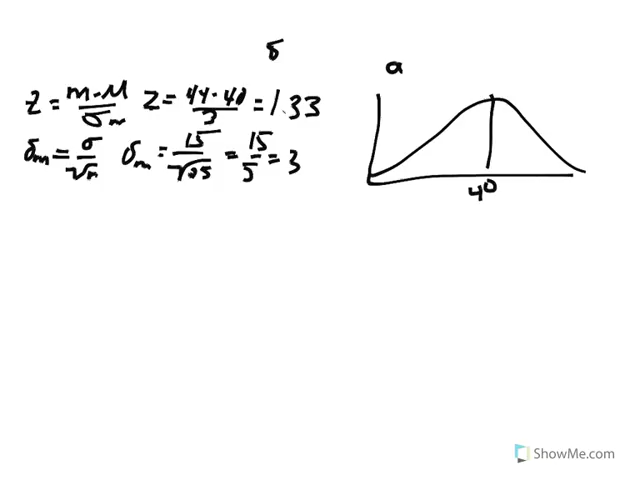 σ
a
z = m - M / σm z = 44 - 40 / 3 = 1.33
σm = σ / √n σm = 15 / √25 = 15 / 5 = 3
40
ShowMe.com